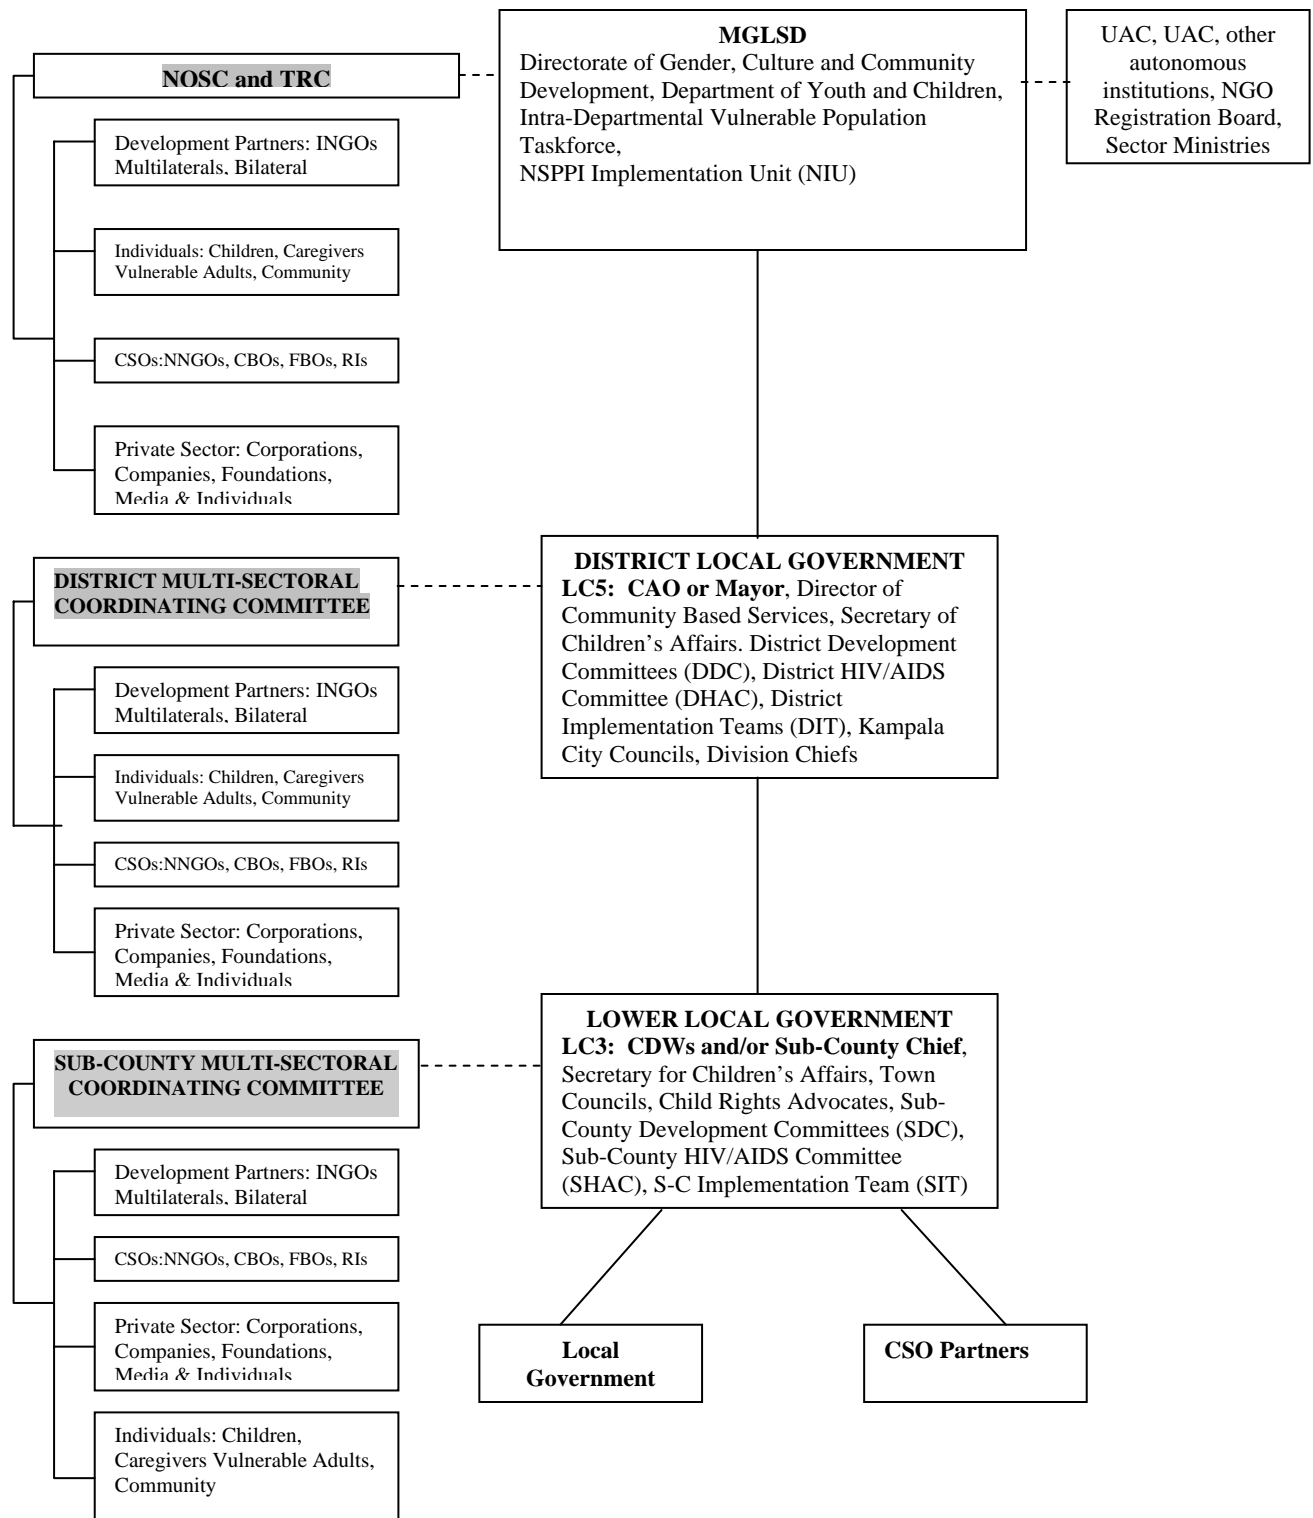 MGLSD
Directorate of Gender, Culture and Community
Development, Department of Youth and Children,
Intra-Departmental Vulnerable Population
Taskforce,
NSPPI Implementation Unit (NIU)
UAC, UAC, other
autonomous
institutions, NGO
Registration Board,
Sector Ministries
NOSC and TRC
Development Partners: INGOs
Multilaterals, Bilateral
Individuals: Children, Caregivers
Vulnerable Adults, Community
CSOs:NNGOs, CBOs, FBOs, RIs
Private Sector: Corporations,
Companies, Foundations,
Media & Individuals
DISTRICT MULTI-SECTORAL
COORDINATING COMMITTEE
DISTRICT LOCAL GOVERNMENT
LC5:  CAO or Mayor, Director of
Community Based Services, Secretary of
Children's Affairs. District Development
Committees (DDC), District HIV/AIDS
Committee (DHAC), District
Implementation Teams (DIT), Kampala
City Councils, Division Chiefs
Development Partners: INGOs
Multilaterals, Bilateral
Individuals: Children, Caregivers
Vulnerable Adults, Community
CSOs:NNGOs, CBOs, FBOs, RIs
Private Sector: Corporations,
Companies, Foundations,
Media & Individuals
SUB-COUNTY MULTI-SECTORAL
COORDINATING COMMITTEE
LOWER LOCAL GOVERNMENT
LC3:  CDWs and/or Sub-County Chief,
Secretary for Children's Affairs, Town
Councils, Child Rights Advocates, Sub-
County Development Committees (SDC),
Sub-County HIV/AIDS Committee
(SHAC), S-C Implementation Team (SIT)
Development Partners: INGOs
Multilaterals, Bilateral
CSOs:NNGOs, CBOs, FBOs, RIs
Private Sector: Corporations,
Companies, Foundations,
Media & Individuals
Individuals: Children,
Caregivers Vulnerable Adults,
Community
Local
Government
CSO Partners